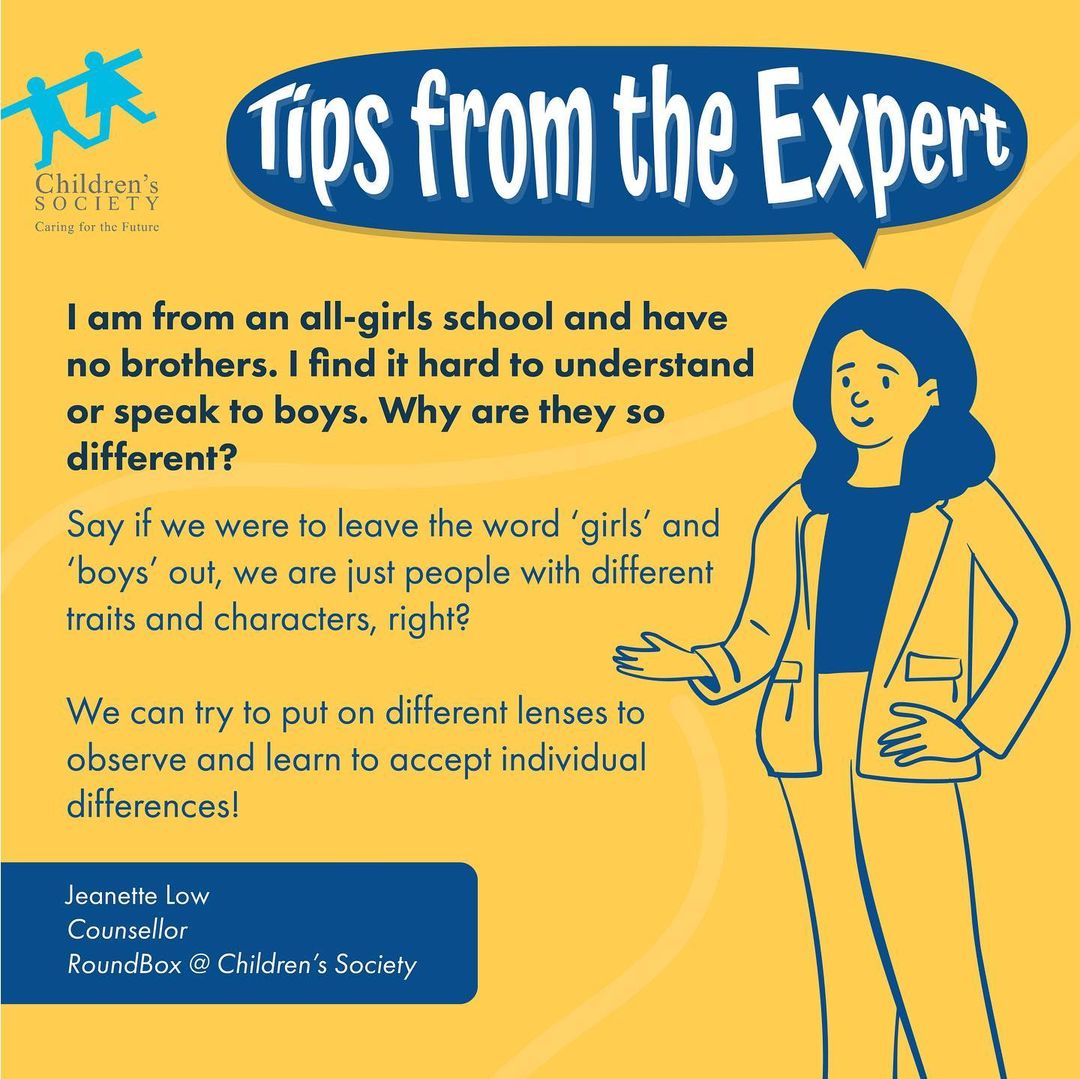 Children's
SOCIETY
Caring for the Future
Tips from the Expert
I am from an all-girls school and have
no brothers. I find it hard to understand
or speak to boys. Why are they so
different?
Say if we were to leave the word ‘girls’ and
‘boys’ out, we are just people with different
traits and characters, right?
We can try to put on different lenses to
observe and learn to accept individual
differences!
Jeanette Low
Counsellor
RoundBox @ Children's Society